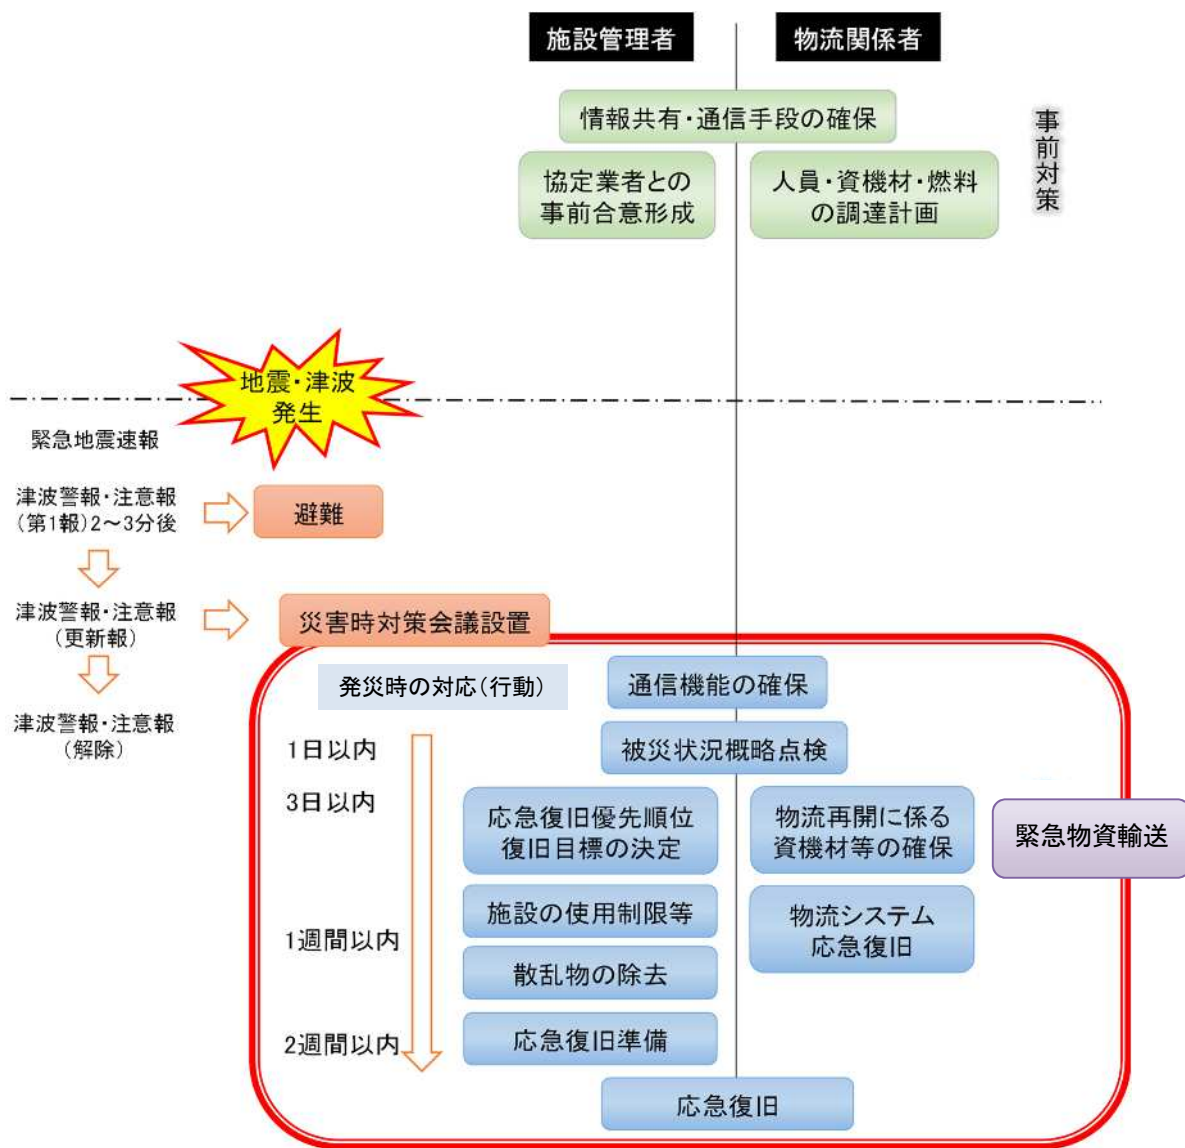 施設管理者
物流関係者
情報共有・通信手段の確保
協定業者との
事前合意形成
人員・資機材・燃料
の調達計画
事前対策
地震・津波
発生
緊急地震速報
津波警報・注意報
(第1報)2～3分後
避難
津波警報・注意報
(更新報)
災害時対策会議設置
津波警報・注意報
(解除)
発災時の対応(行動)
通信機能の確保
1日以内
被災状況概略点検
3日以内
応急復旧優先順位
復旧目標の決定
物流再開に係る
資機材等の確保
緊急物資輸送
施設の使用制限等
物流システム
応急復旧
1週間以内
散乱物の除去
2週間以内
応急復旧準備
応急復旧